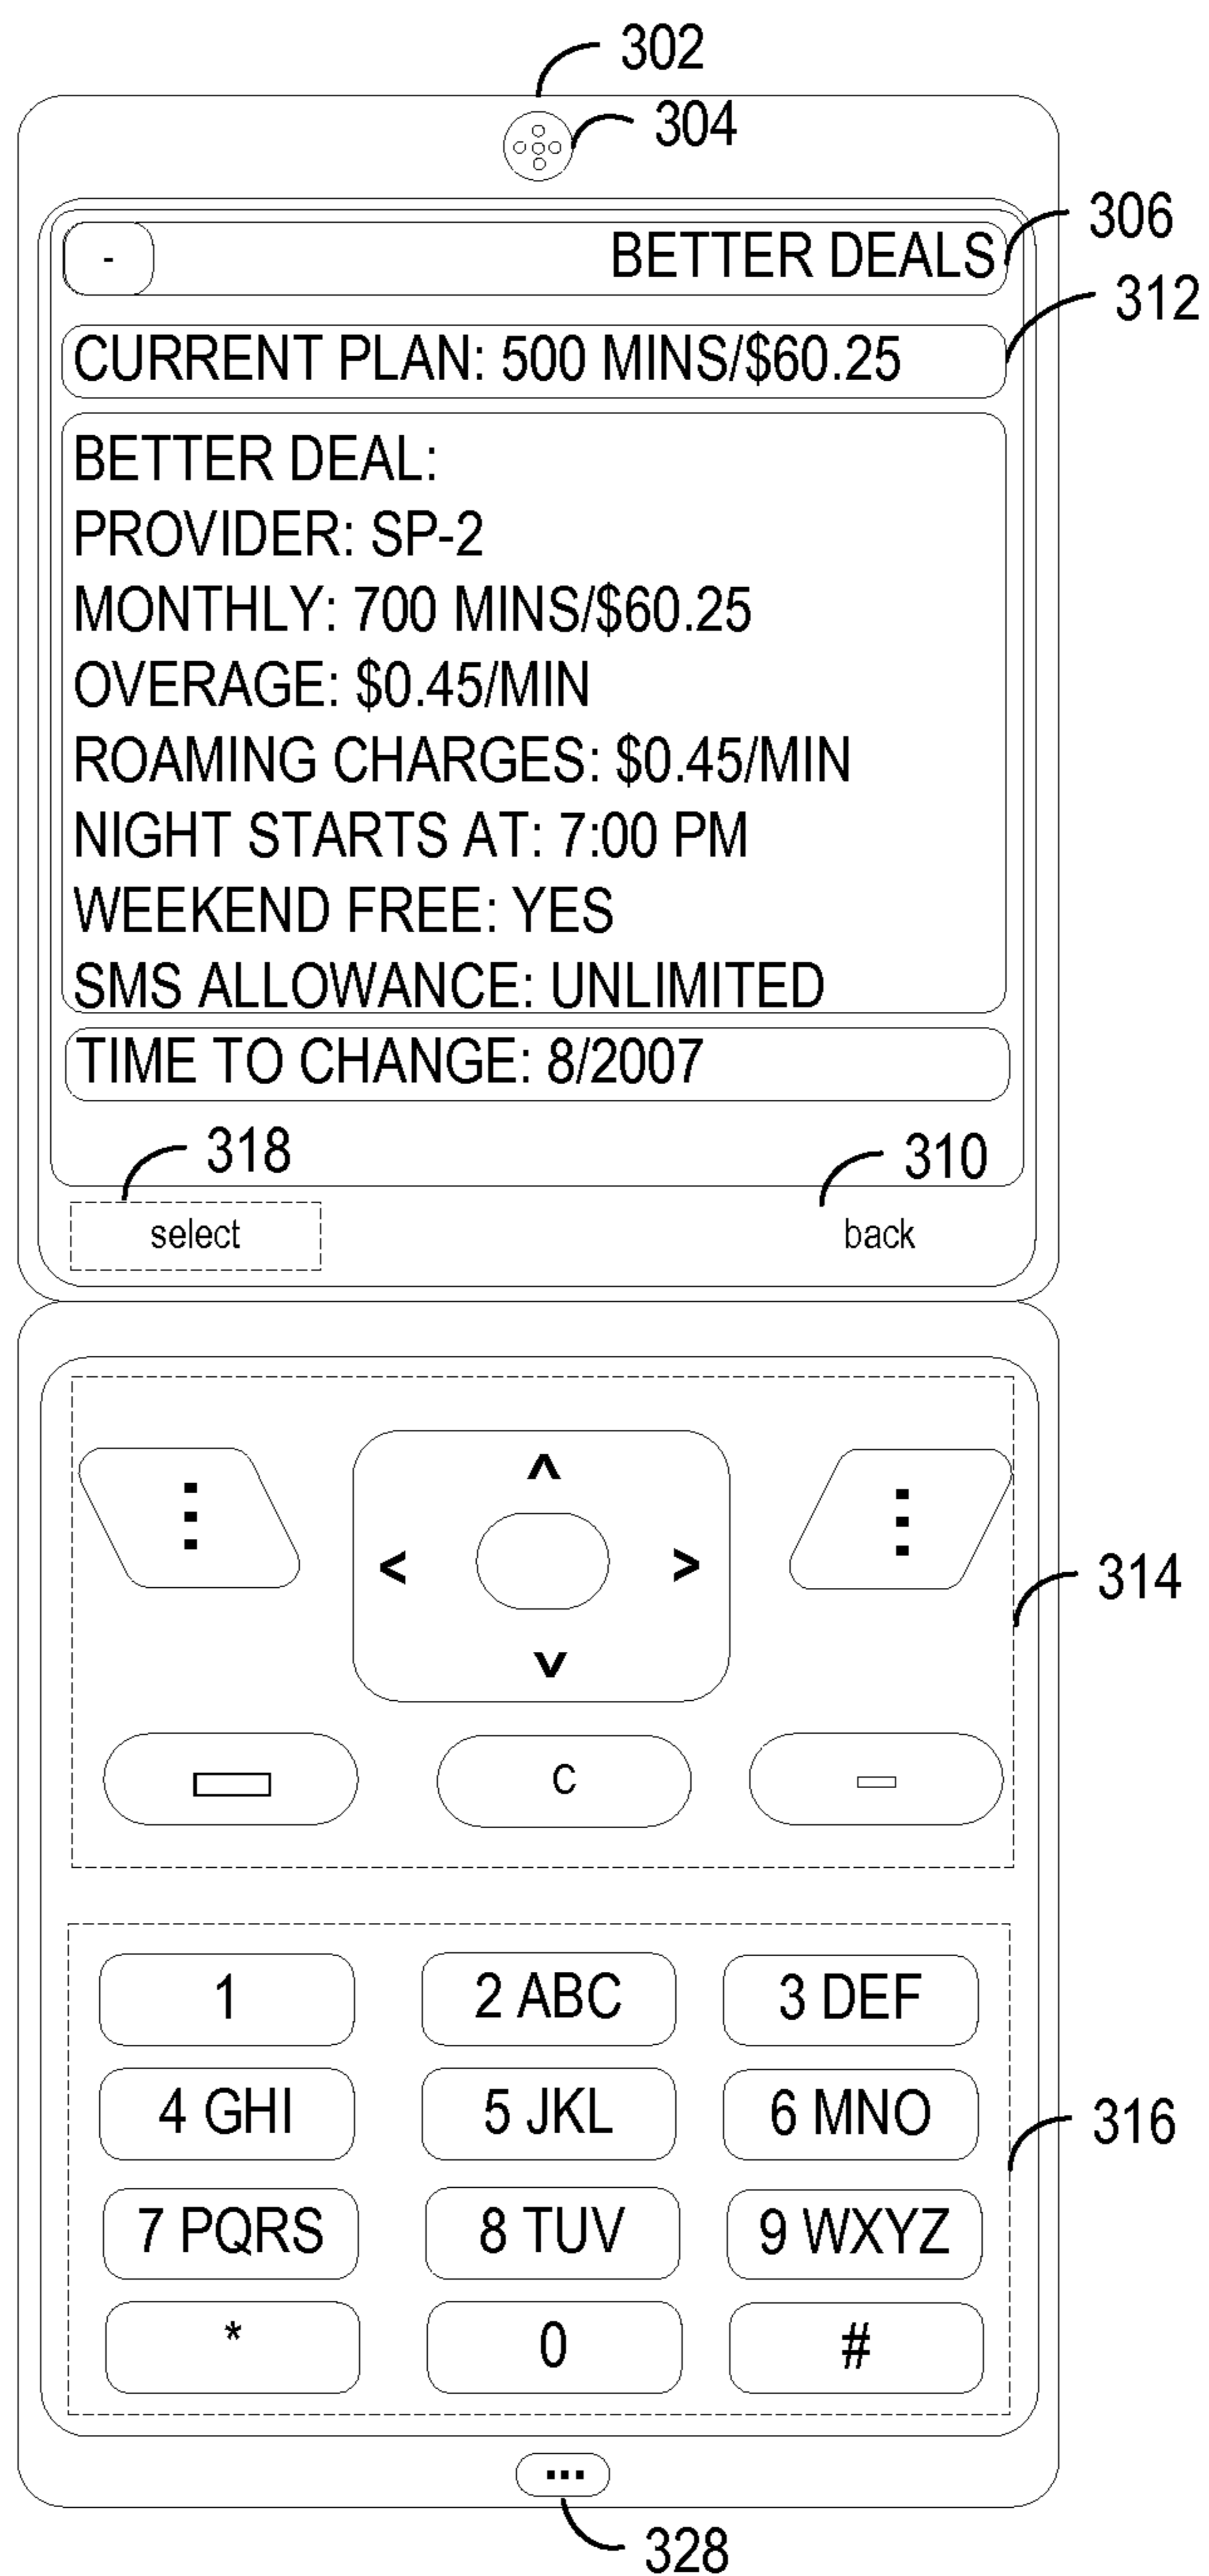 302
304
306
- BETTER DEALS
312
CURRENT PLAN: 500 MINS/$60.25
BETTER DEAL:
PROVIDER: SP-2
MONTHLY: 700 MINS/$60.25
OVERAGE: $0.45/MIN
ROAMING CHARGES: $0.45/MIN
NIGHT STARTS AT: 7:00 PM
WEEKEND FREE: YES
SMS ALLOWANCE: UNLIMITED
TIME TO CHANGE: 8/2007
318 310
select back
^
< >
v
314
C
1 2 ABC 3 DEF
4 GHI 5 JKL 6 MNO
316
7 PQRS 8 TUV 9 WXYZ
* 0 #
328